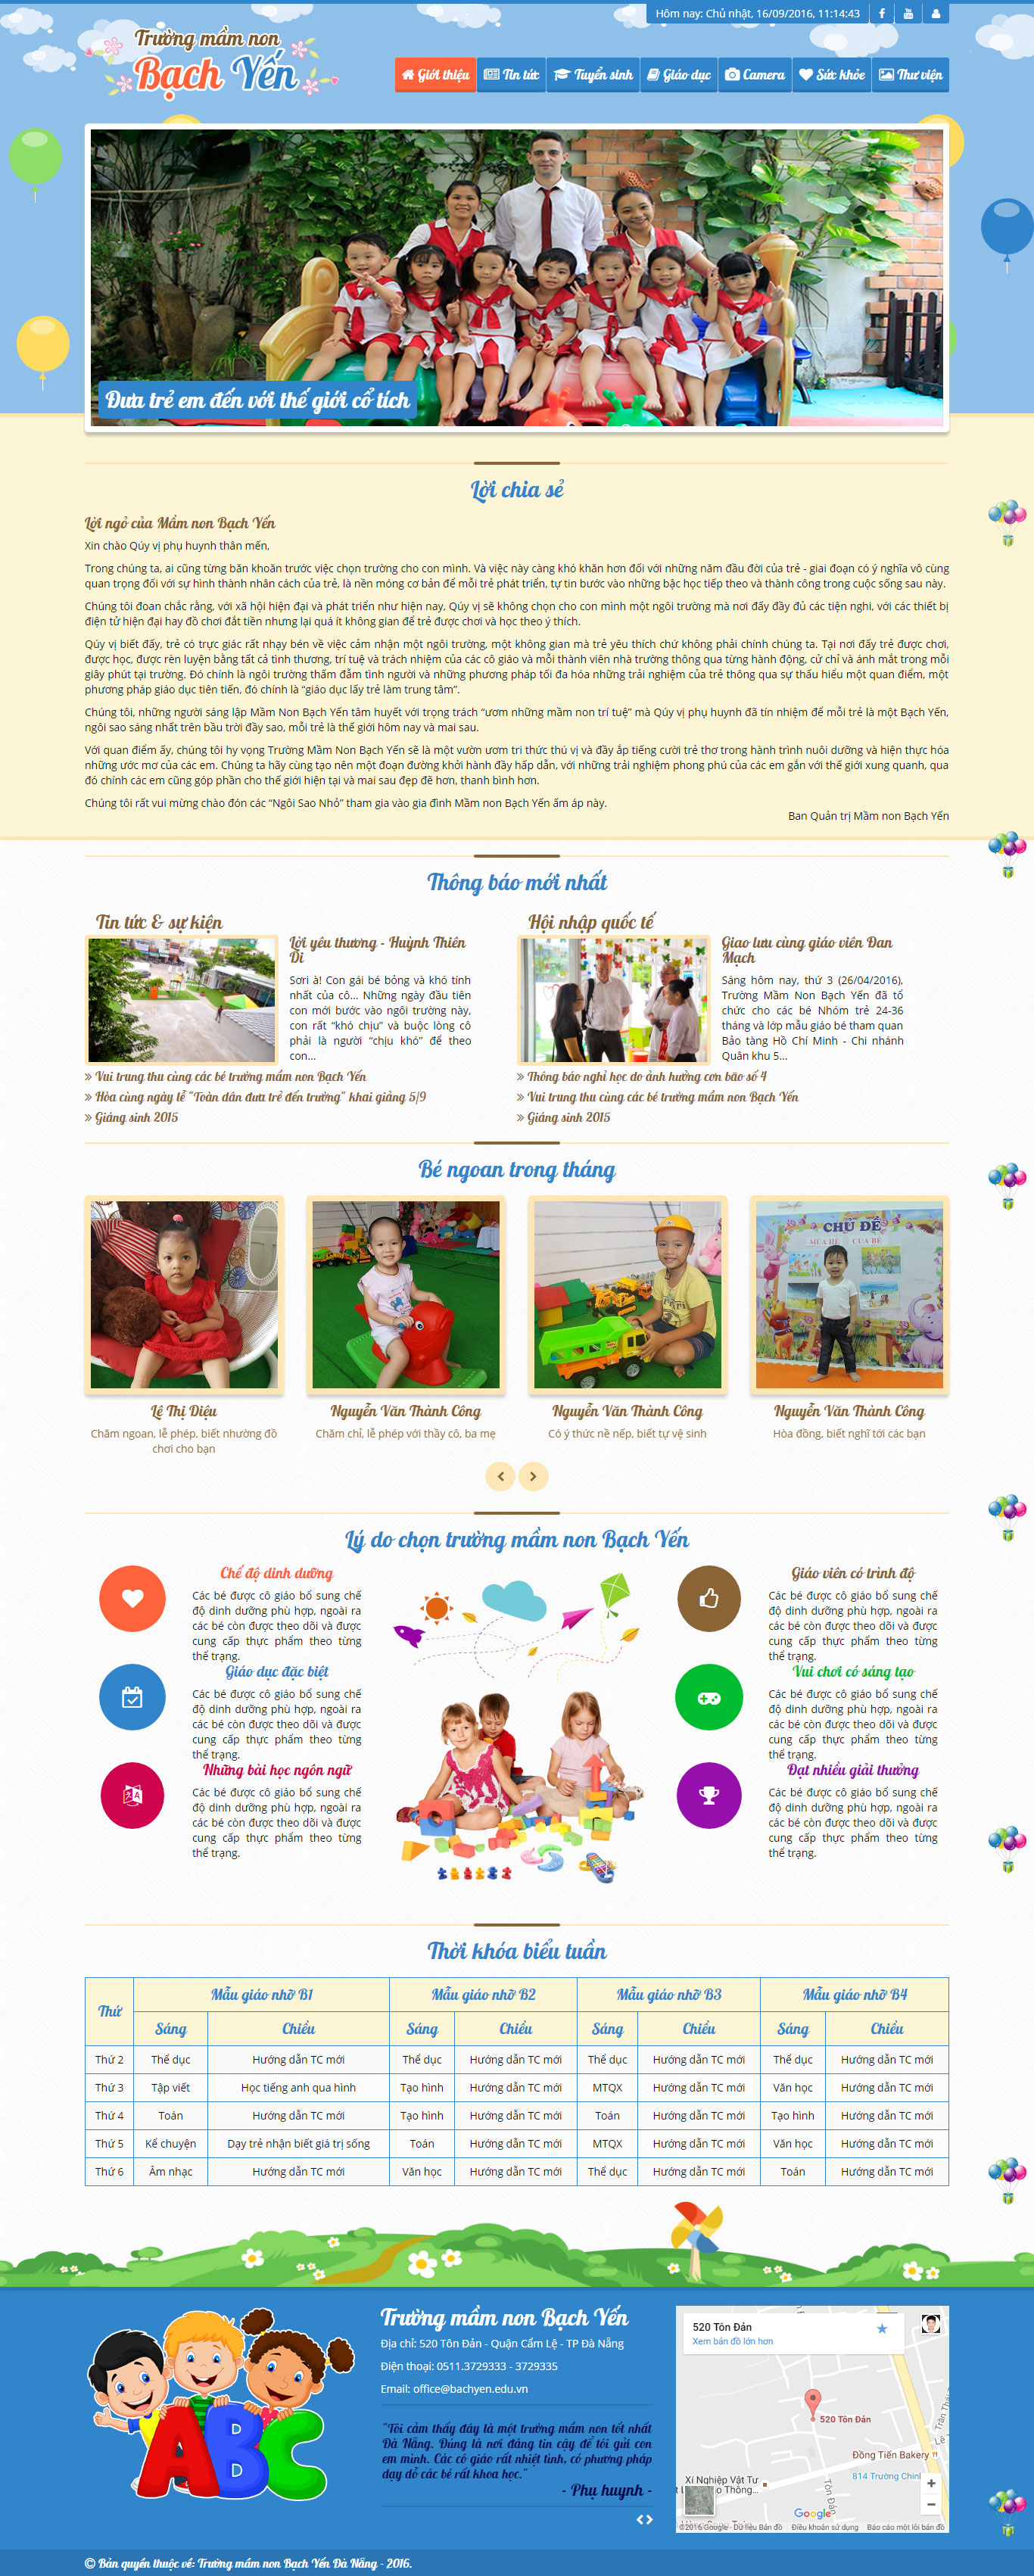 Hôm nay: Chủ nhật, 16/09/2016, 11:14:43
Trường mầm non
Bạch Yến
Giới thiệu Tin tức Tuyển sinh Giáo dục Camera Sức khỏe Thư viện
Đưa trẻ em đến với thế giới cổ tích
Lời chia sẻ
Lời ngỏ của Mầm non Bạch Yến
Xin chào Qúy vị phụ huynh thân mến,
Trong chúng ta, ai cũng từng băn khoăn trước việc chọn trường cho con mình. Và việc này càng khó khăn hơn đối với những năm đầu đời của trẻ - giai đoạn có ý nghĩa vô cùng
quan trọng đối với sự hình thành nhân cách của trẻ, là nền móng cơ bản để mỗi trẻ phát triển, tự tin bước vào những bậc học tiếp theo và thành công trong cuộc sống sau này.
Chúng tôi đoan chắc rằng, với xã hội hiện đại và phát triển như hiện nay, Qúy vị sẽ không chọn cho con mình một ngôi trường mà nơi đấy đầy đủ các tiện nghi, với các thiết bị
điện tử hiện đại hay đồ chơi đắt tiền nhưng lại quá ít không gian để trẻ được chơi và học theo ý thích.
Qúy vị biết đấy, trẻ có trực giác rất nhạy bén về việc cảm nhận một ngôi trường, một không gian mà trẻ yêu thích chứ không phải chính chúng ta. Tại nơi đấy trẻ được chơi,
được học, được rèn luyện bằng tất cả tình thương, trí tuệ và trách nhiệm của các cô giáo và mỗi thành viên nhà trường thông qua từng hành động, cử chỉ và ánh mắt trong mỗi
giây phút tại trường. Đó chính là ngôi trường thấm đẫm tình người và những phương pháp tối đa hóa những trải nghiệm của trẻ thông qua sự thấu hiểu một quan điểm, một
phương pháp giáo dục tiên tiến, đó chính là “giáo dục lấy trẻ làm trung tâm”.
Chúng tôi, những người sáng lập Mầm Non Bạch Yến tâm huyết với trọng trách “ươm những mầm non trí tuệ” mà Qúy vị phụ huynh đã tín nhiệm để mỗi trẻ là một Bạch Yến,
ngôi sao sáng nhất trên bầu trời đầy sao, mỗi trẻ là thế giới hôm nay và mai sau.
Với quan điểm ấy, chúng tôi hy vọng Trường Mầm Non Bạch Yến sẽ là một vườn ươm tri thức thú vị và đầy ắp tiếng cười trẻ thơ trong hành trình nuôi dưỡng và hiện thực hóa
những ước mơ của các em. Chúng ta hãy cùng tạo nên một đoạn đường khởi hành đầy hấp dẫn, với những trải nghiệm phong phú của các em gắn với thế giới xung quanh, qua
đó chính các em cũng góp phần cho thế giới hiện tại và mai sau đẹp đẽ hơn, thanh bình hơn.
Chúng tôi rất vui mừng chào đón các “Ngôi Sao Nhỏ” tham gia vào gia đình Mầm non Bạch Yến ấm áp này.
Ban Quản trị Mầm non Bạch Yến
Thông báo mới nhất
Tin tức & sự kiện
Lời yêu thương - Huỳnh Thiên
Di
Sơri à! Con gái bé bỏng và khó tính
nhất của cô... Những ngày đầu tiên
con mới bước vào ngôi trường này,
con rất “khó chịu” và buộc lòng cô
phải là người “chịu khó” để theo
con...
Vui trung thu cùng các bé trường mầm non Bạch Yến
Hòa cùng ngày lễ "Toàn dân đưa trẻ đến trường" khai giảng 5/9
Giáng sinh 2015
Hội nhập quốc tế
Giao lưu cùng giáo viên Đan
Mạch
Sáng hôm nay, thứ 3 (26/04/2016),
Trường Mầm Non Bạch Yến đã tổ
chức cho các bé Nhóm trẻ 24-36
tháng và lớp mẫu giáo bé tham quan
Bảo tàng Hồ Chí Minh - Chi nhánh
Quân khu 5...
Thông báo nghỉ học do ảnh hưởng cơn bão số 4
Vui trung thu cùng các bé trường mầm non Bạch Yến
Giáng sinh 2015
Bé ngoan trong tháng
CHỦ ĐỀ
MÙA HÈ CỦA BÉ
Lê Thị Diệu
Chăm ngoan, lễ phép, biết nhường đồ
chơi cho bạn
Nguyễn Văn Thành Công
Chăm chỉ, lễ phép với thầy cô, ba mẹ
Nguyễn Văn Thành Công
Có ý thức nề nếp, biết tự vệ sinh
Nguyễn Văn Thành Công
Hòa đồng, biết nghĩ tới các bạn
Lý do chọn trường mầm non Bạch Yến
Chế độ dinh dưỡng
Các bé được cô giáo bổ sung chế
độ dinh dưỡng phù hợp, ngoài ra
các bé còn được theo dõi và được
cung cấp thực phẩm theo từng
thể trạng.
Giáo dục đặc biệt
Các bé được cô giáo bổ sung chế
độ dinh dưỡng phù hợp, ngoài ra
các bé còn được theo dõi và được
cung cấp thực phẩm theo từng
thể trạng.
Những bài học ngôn ngữ
Các bé được cô giáo bổ sung chế
độ dinh dưỡng phù hợp, ngoài ra
các bé còn được theo dõi và được
cung cấp thực phẩm theo từng
thể trạng.
Giáo viên có trình độ
Các bé được cô giáo bổ sung chế
độ dinh dưỡng phù hợp, ngoài ra
các bé còn được theo dõi và được
cung cấp thực phẩm theo từng
thể trạng.
Vui chơi có sáng tạo
Các bé được cô giáo bổ sung chế
độ dinh dưỡng phù hợp, ngoài ra
các bé còn được theo dõi và được
cung cấp thực phẩm theo từng
thể trạng.
Đạt nhiều giải thưởng
Các bé được cô giáo bổ sung chế
độ dinh dưỡng phù hợp, ngoài ra
các bé còn được theo dõi và được
cung cấp thực phẩm theo từng
thể trạng.
Thời khóa biểu tuần
Thứ Mẫu giáo nhỡ B1 Mẫu giáo nhỡ B2 Mẫu giáo nhỡ B3 Mẫu giáo nhỡ B4
Sáng Chiều Sáng Chiều Sáng Chiều Sáng Chiều
Thứ 2 Thể dục Hướng dẫn TC mới Thể dục Hướng dẫn TC mới Thể dục Hướng dẫn TC mới Thể dục Hướng dẫn TC mới
Thứ 3 Tập viết Học tiếng anh qua hình Tạo hình Hướng dẫn TC mới MTQX Hướng dẫn TC mới Văn học Hướng dẫn TC mới
Thứ 4 Toán Hướng dẫn TC mới Tạo hình Hướng dẫn TC mới Toán Hướng dẫn TC mới Tạo hình Hướng dẫn TC mới
Thứ 5 Kể chuyện Dạy trẻ nhận biết giá trị sống Toán Hướng dẫn TC mới MTQX Hướng dẫn TC mới Văn học Hướng dẫn TC mới
Thứ 6 Âm nhạc Hướng dẫn TC mới Văn học Hướng dẫn TC mới Thể dục Hướng dẫn TC mới Toán Hướng dẫn TC mới
ABC
Trường mầm non Bạch Yến
Địa chỉ: 520 Tôn Đản - Quận Cẩm Lệ - TP Đà Nẵng
Điện thoại: 0511.3729333 - 3729335
Email: office@bachyen.edu.vn
"Tôi cảm thấy đây là một trường mầm non tốt nhất
Đà Nẵng. Đúng là nơi đáng tin cậy để tôi gửi con
em mình. Các cô giáo rất nhiệt tình, có phương pháp
dạy dỗ các bé rất khoa học."
- Phụ huynh -
520 Tôn Đản
Xem bản đồ lớn hơn
520 Tôn Đản
Đồng Tiến Bakery
814 Trường Chinh
Xí Nghiệp Vật Tư
Tôn Đản
Google
©2016 Google Dữ liệu Bản đồ Điều khoản sử dụng Báo cáo một lỗi bản đồ
© Bản quyền thuộc về: Trường mầm non Bạch Yến Đà Nẵng - 2016.